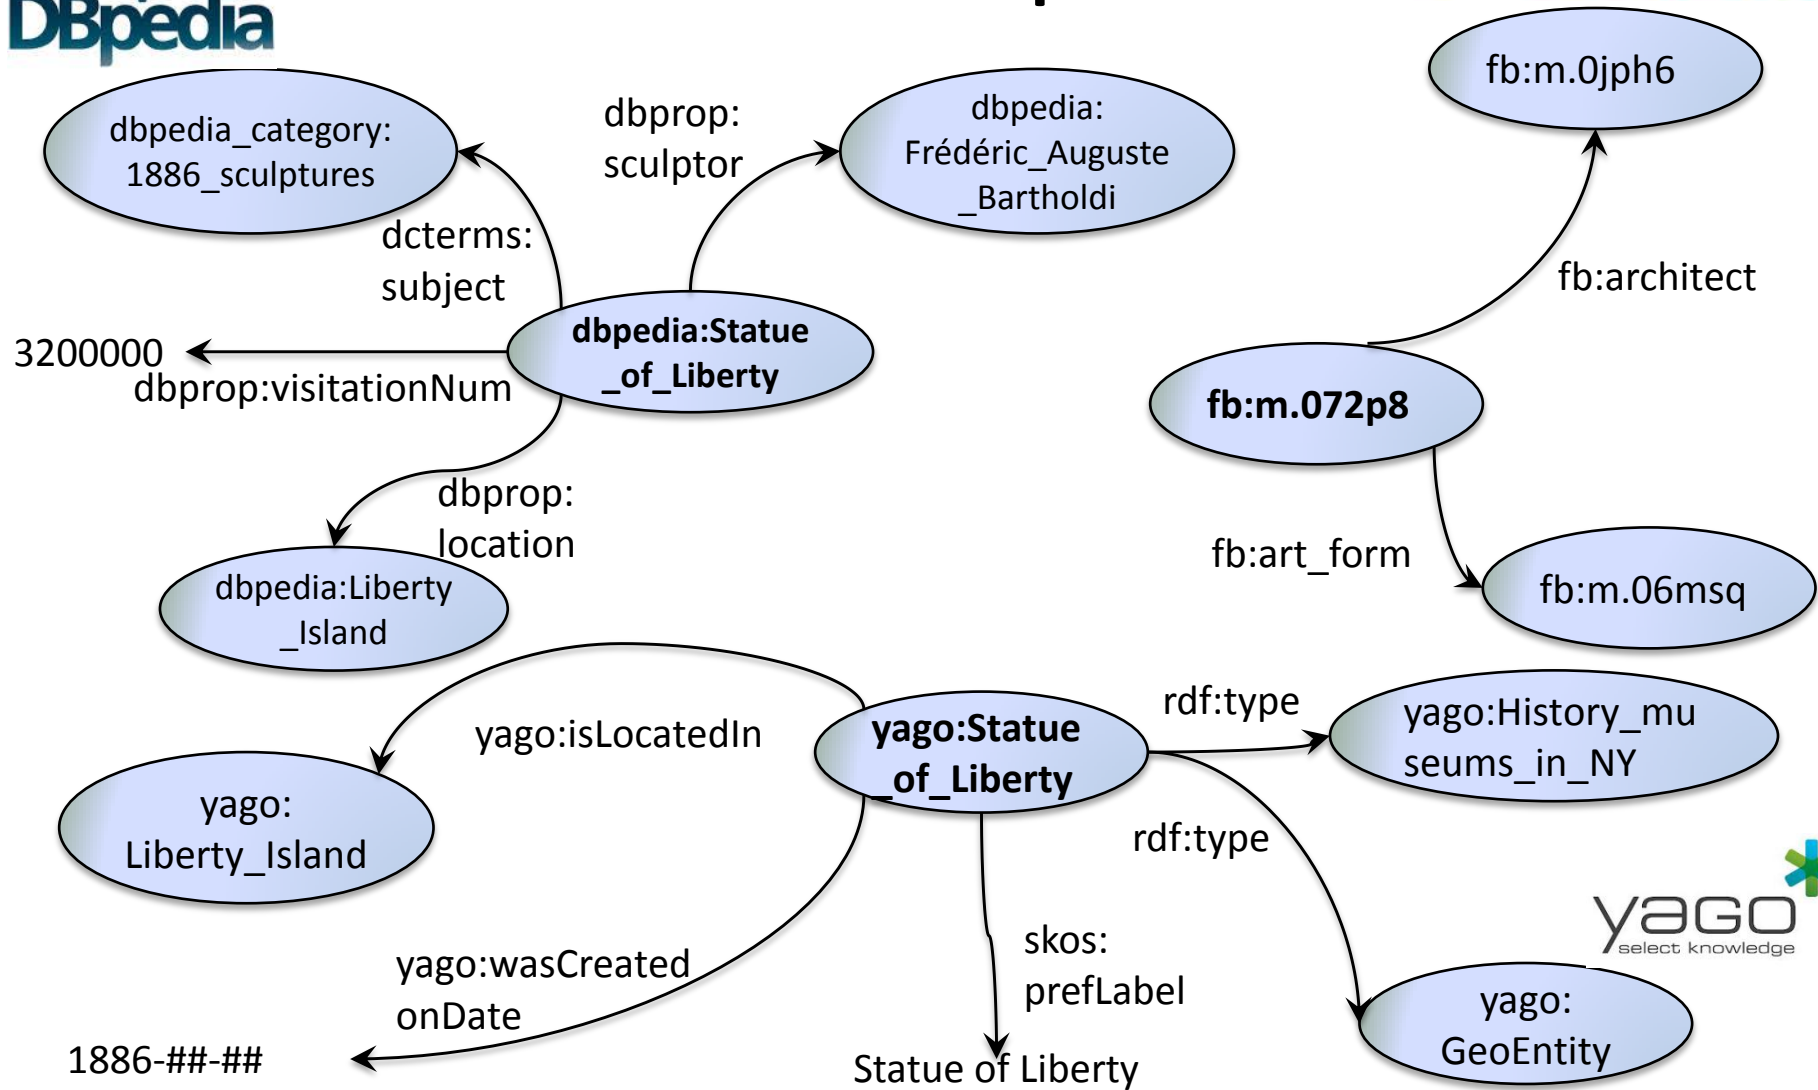 DBpedia
fb:m.0jph6
dbpedia_category:
1886_sculptures
dbprop:
sculptor
dbpedia:
Frédéric_Auguste
_Bartholdi
dcterms:
subject
fb:architect
3200000
dbprop:visitationNum
dbpedia:Statue
_of_Liberty
fb:m.072p8
dbprop:
location
fb:art_form
fb:m.06msq
dbpedia:Liberty
_Island
yago:isLocatedIn
yago:Statue
_of_Liberty
rdf:type
yago:History_mu
seums_in_NY
yago:
Liberty_Island
rdf:type
yago
select knowledge
yago:wasCreated
onDate
skos:
prefLabel
yago:
GeoEntity
1886-##-##
Statue of Liberty